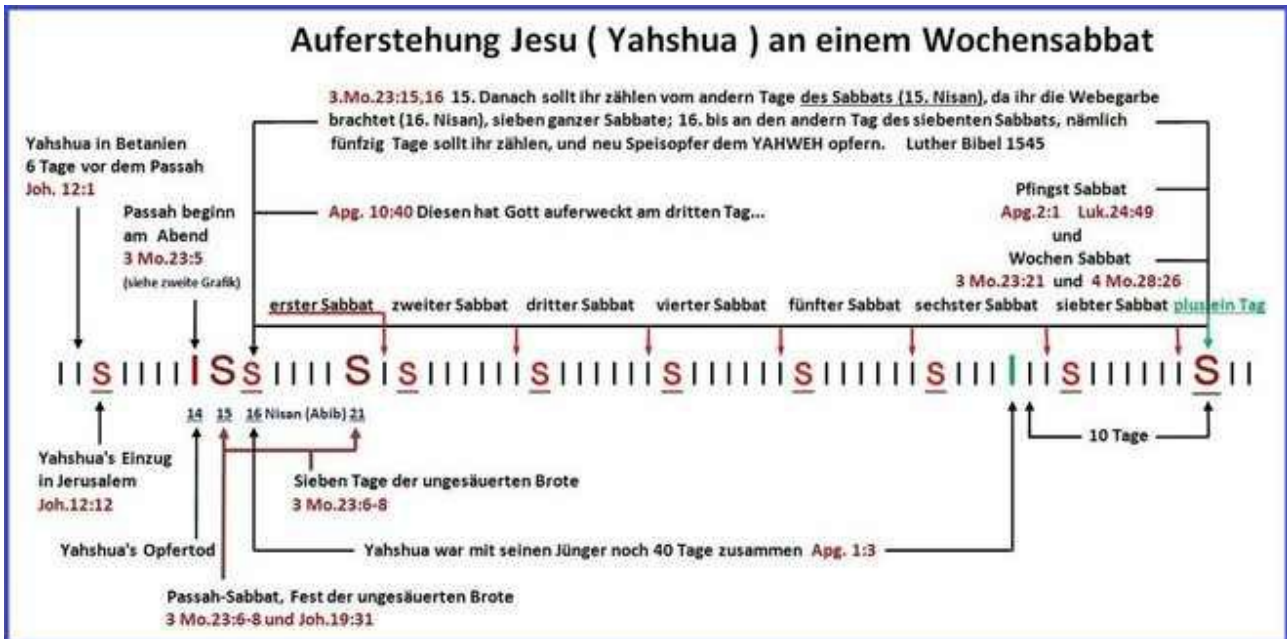 Auferstehung Jesu ( Yahshua ) an einem Wochensabbat
3.Mo.23:15,16 15. Danach sollt ihr zählen vom andern Tage des Sabbats (15. Nisan), da ihr die Webegarbe
brachtet (16. Nisan), sieben ganzer Sabbate; 16. bis an den andern Tag des siebenten Sabbats, nämlich
fünfzig Tage sollt ihr zählen, und neu Speisopfer dem YAHWEH opfern. Luther Bibel 1545
Yahshua in Betanien
6 Tage vor dem Passah
Joh. 12:1
Passah beginn
am Abend
3 Mo.23:5
(siehe zweite Grafik)
Apg. 10:40 Diesen hat Gott auferweckt am dritten Tag...
Pfingst Sabbat
Apg.2:1 Luk.24:49
und
Wochen Sabbat
3 Mo.23:21 und 4 Mo.28:26
erster Sabbat zweiter Sabbat dritter Sabbat vierter Sabbat fünfter Sabbat sechster Sabbat siebter Sabbat plus ein Tag
I I S I I I I I S S I I I I S I S I I I I I I S I I I I I I S I I I I I I S I I I I I I S I I I I I I S I I I I I I S I I
14 15 16 Nisan (Abib) 21
10 Tage
Yahshua's Einzug
in Jerusalem
Joh.12:12
Sieben Tage der ungesäuerten Brote
3 Mo.23:6-8
Yahshua's Opfertod
Yahshua war mit seinen Jünger noch 40 Tage zusammen Apg. 1:3
Passah-Sabbat, Fest der ungesäuerten Brote
3 Mo.23:6-8 und Joh.19:31